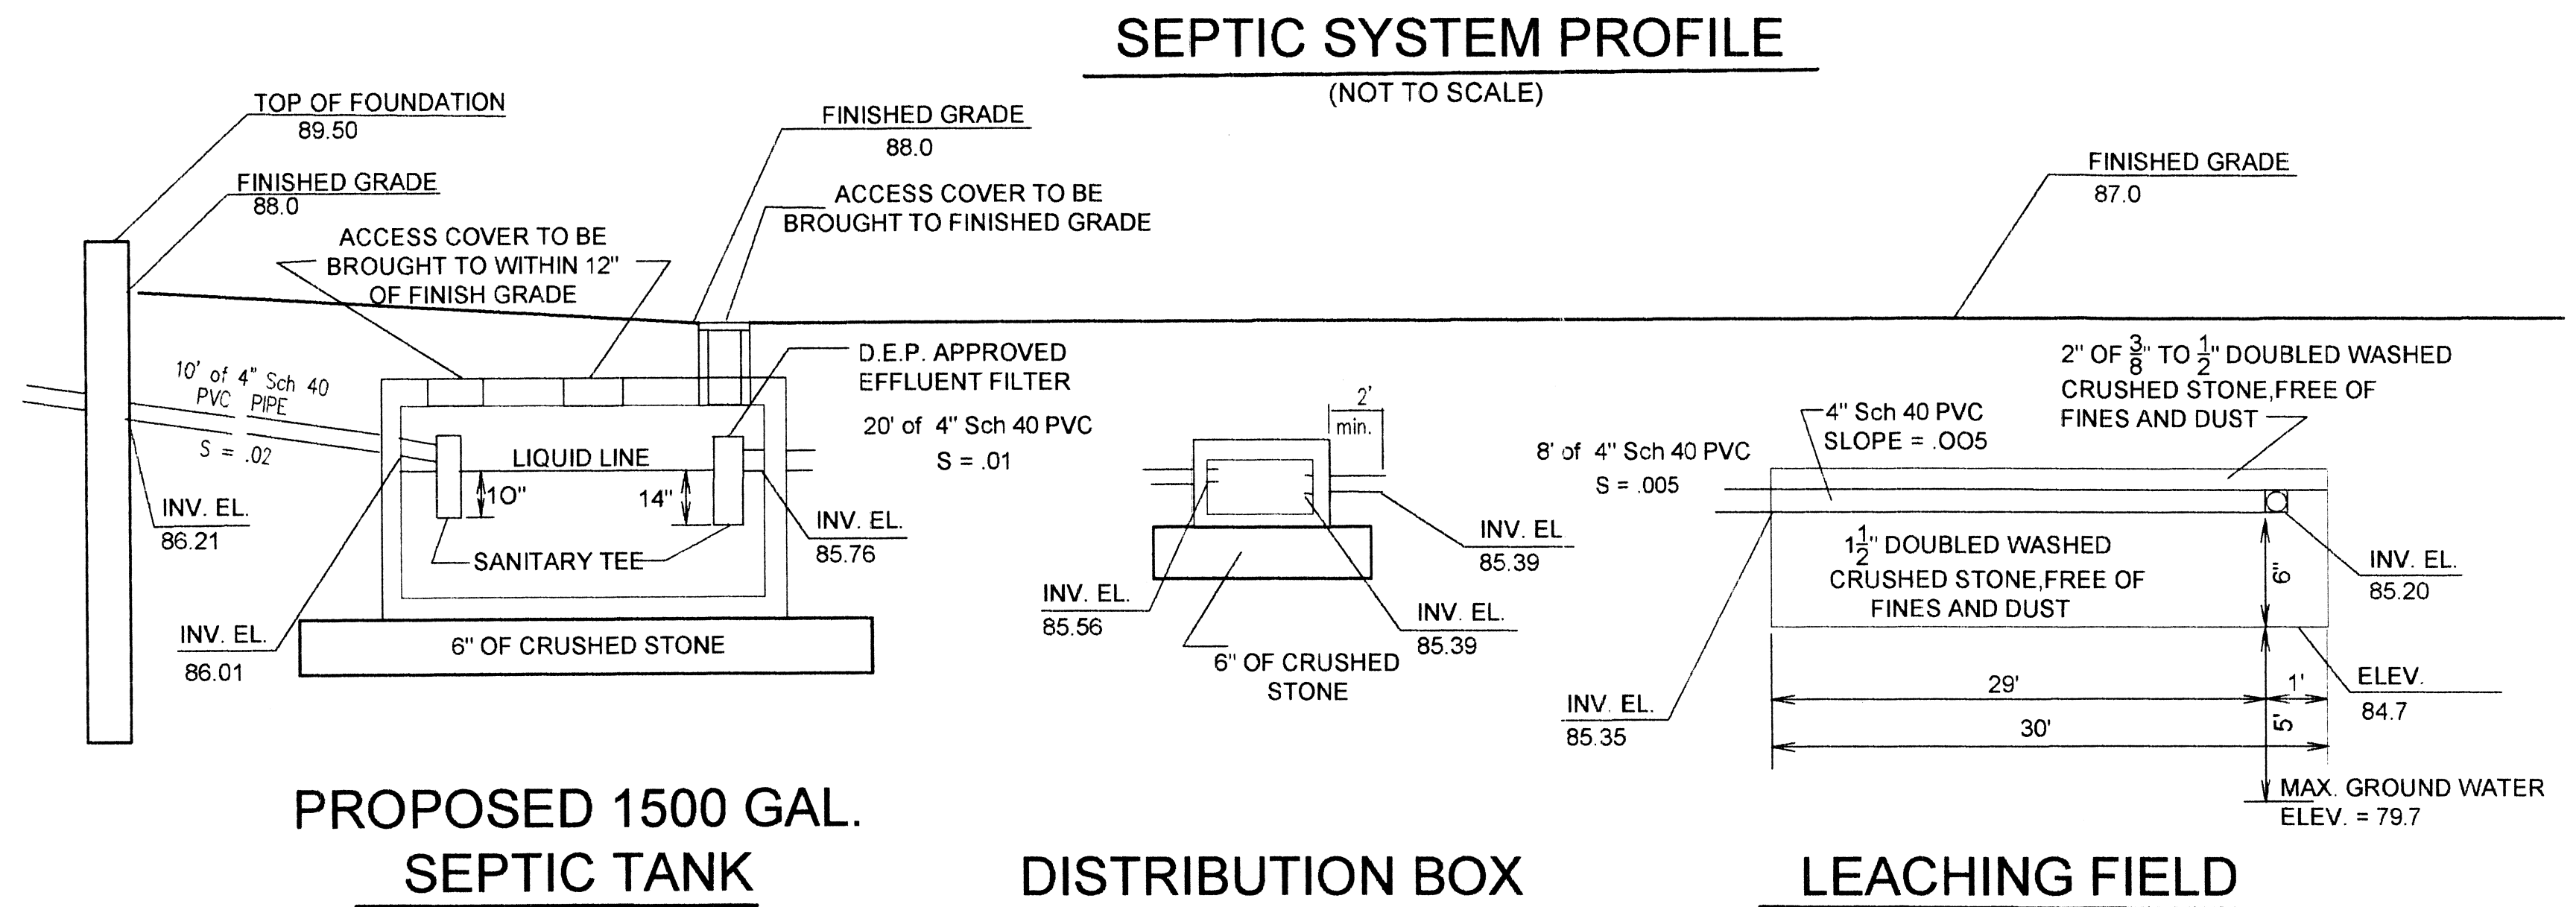 SEPTIC SYSTEM PROFILE
(NOT TO SCALE)
TOP OF FOUNDATION
89.50
FINISHED GRADE
88.0
ACCESS COVER TO BE
BROUGHT TO WITHIN 12"
OF FINISH GRADE
FINISHED GRADE
88.0
ACCESS COVER TO BE
BROUGHT TO FINISHED GRADE
FINISHED GRADE
87.0
10' of 4" Sch 40
PVC PIPE
S = .02
D.E.P. APPROVED
EFFLUENT FILTER
LIQUID LINE
10"
14"
SANITARY TEE
INV. EL.
86.21
INV. EL.
86.01
INV. EL.
85.76
6" OF CRUSHED STONE
20' of 4" Sch 40 PVC
S = .01
2'
min.
INV. EL.
85.56
INV. EL
85.39
INV. EL.
85.39
6" OF CRUSHED
STONE
8' of 4" Sch 40 PVC
S = .005
4" Sch 40 PVC
SLOPE = .005
2" OF 3/8" TO 1/2" DOUBLED WASHED
CRUSHED STONE,FREE OF
FINES AND DUST
1 1/2" DOUBLED WASHED
CRUSHED STONE,FREE OF
FINES AND DUST
6"
INV. EL.
85.20
INV. EL.
85.35
29'
1'
30'
5'
ELEV.
84.7
MAX. GROUND WATER
ELEV. = 79.7
PROPOSED 1500 GAL.
SEPTIC TANK
DISTRIBUTION BOX
LEACHING FIELD